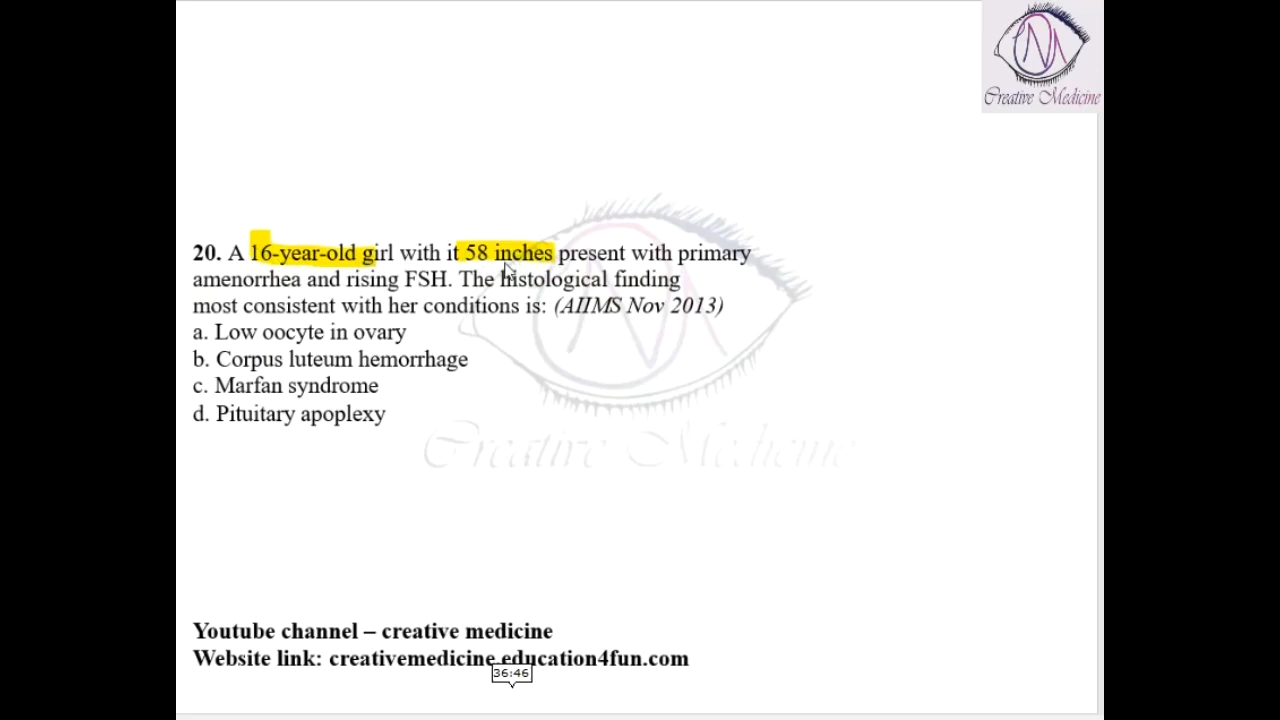 Creative Medicine
20. A 16-year-old girl with it 58 inches present with primary
amenorrhea and rising FSH. The histological finding
most consistent with her conditions is: (AIIMS Nov 2013)
a. Low oocyte in ovary
b. Corpus luteum hemorrhage
c. Marfan syndrome
d. Pituitary apoplexy
Creative Medicine
Youtube channel – creative medicine
Website link: creativemedicine.education4fun.com
36:46